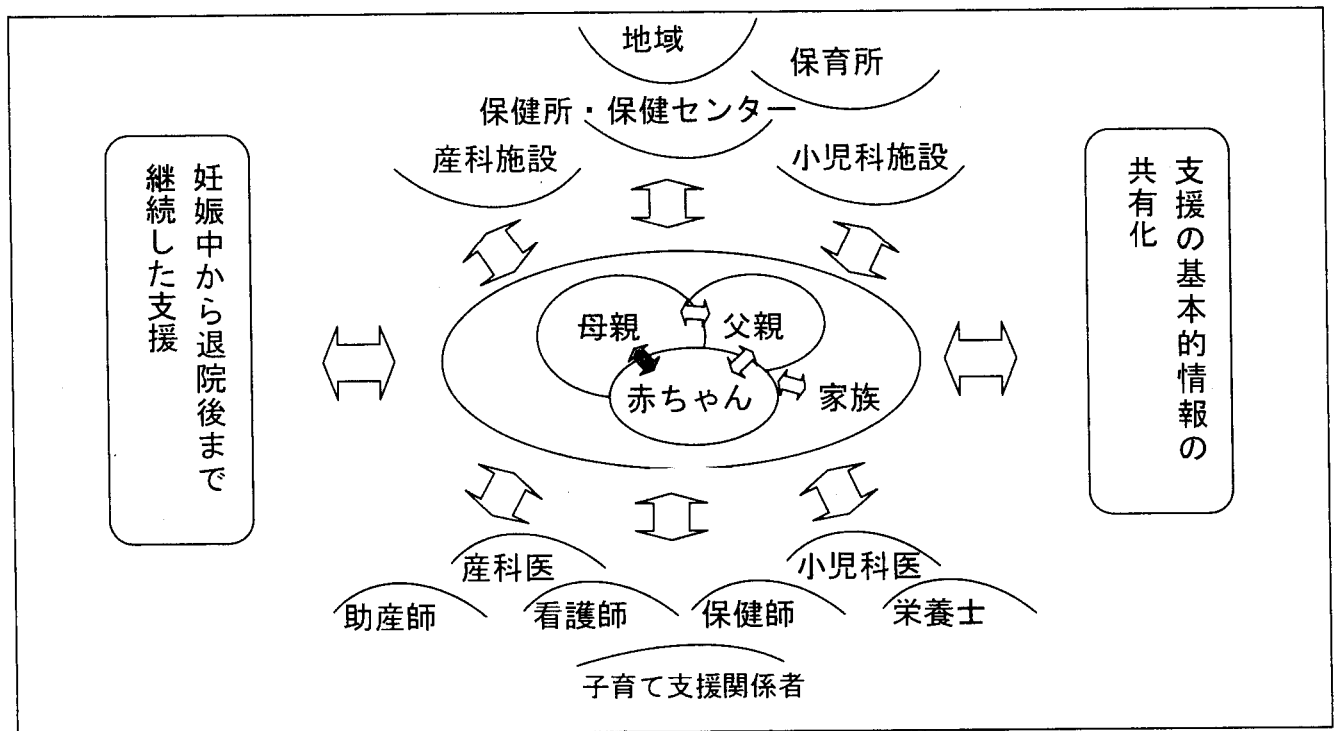 地域
保育所
保健所・保健センター
産科施設
小児科施設
妊娠中から退院後まで
継続した支援
支援の基本的情報の
共有化
母親
父親
赤ちゃん
家族
産科医
小児科医
助産師
看護師
保健師
栄養士
子育て支援関係者